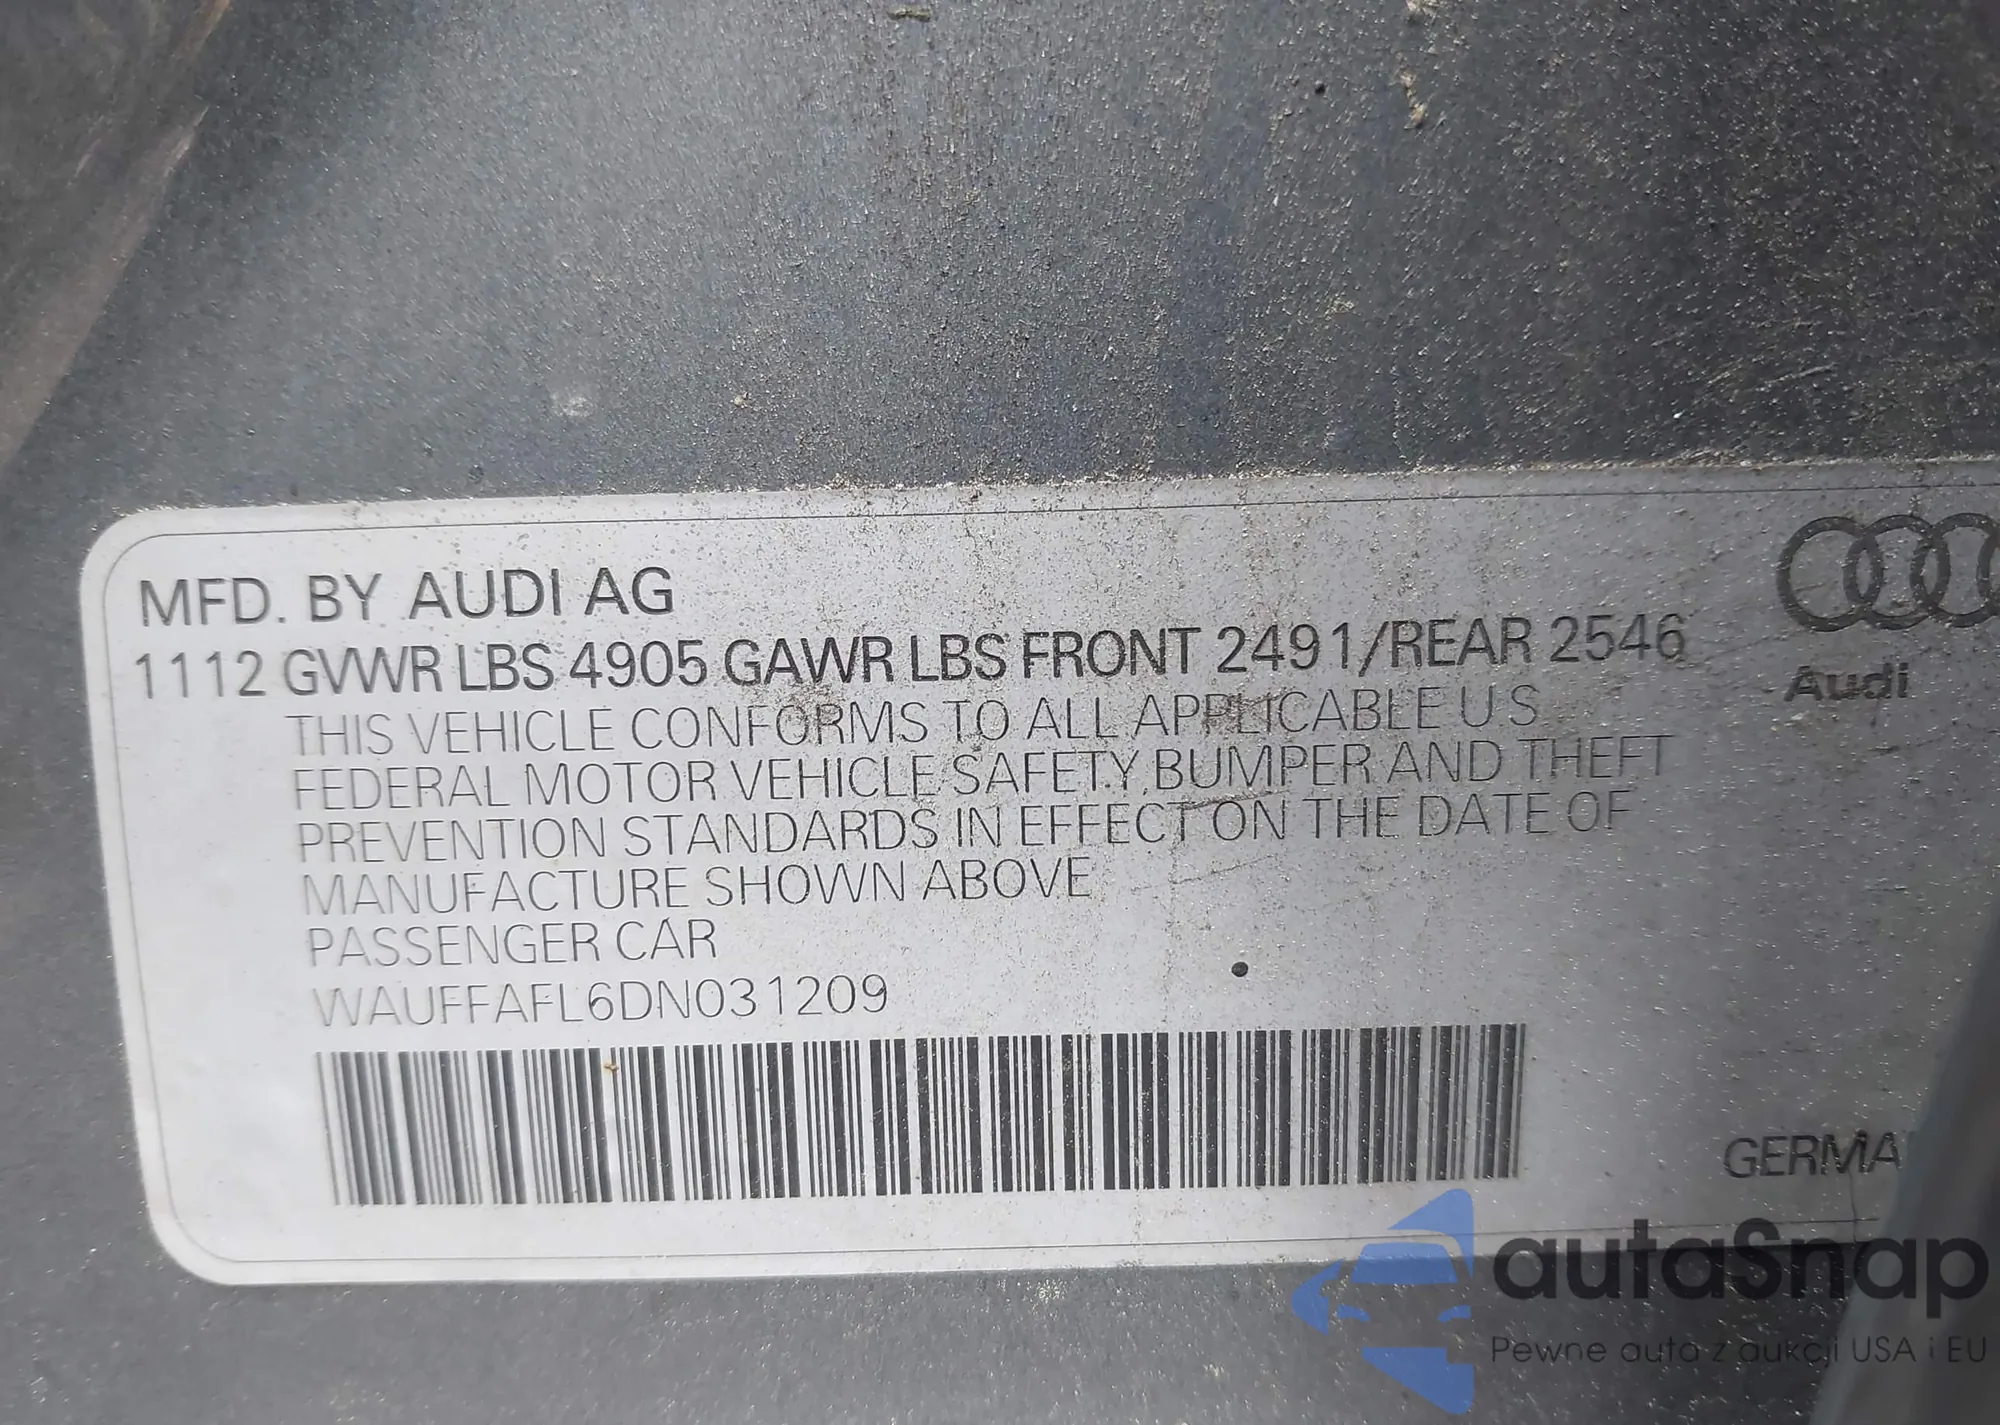 MFD. BY AUDI AG
1112 GVWR LBS 4905 GAWR LBS FRONT 2491/REAR 2546
THIS VEHICLE CONFORMS TO ALL APPLICABLE U S
FEDERAL MOTOR VEHICLE SAFETY, BUMPER AND THEFT
PREVENTION STANDARDS IN EFFECT ON THE DATE OF
MANUFACTURE SHOWN ABOVE
PASSENGER CAR
WAUFFAFL6DN031209
Audi
GERMA
autaSnap
Pewne auta z aukcji USA i EU